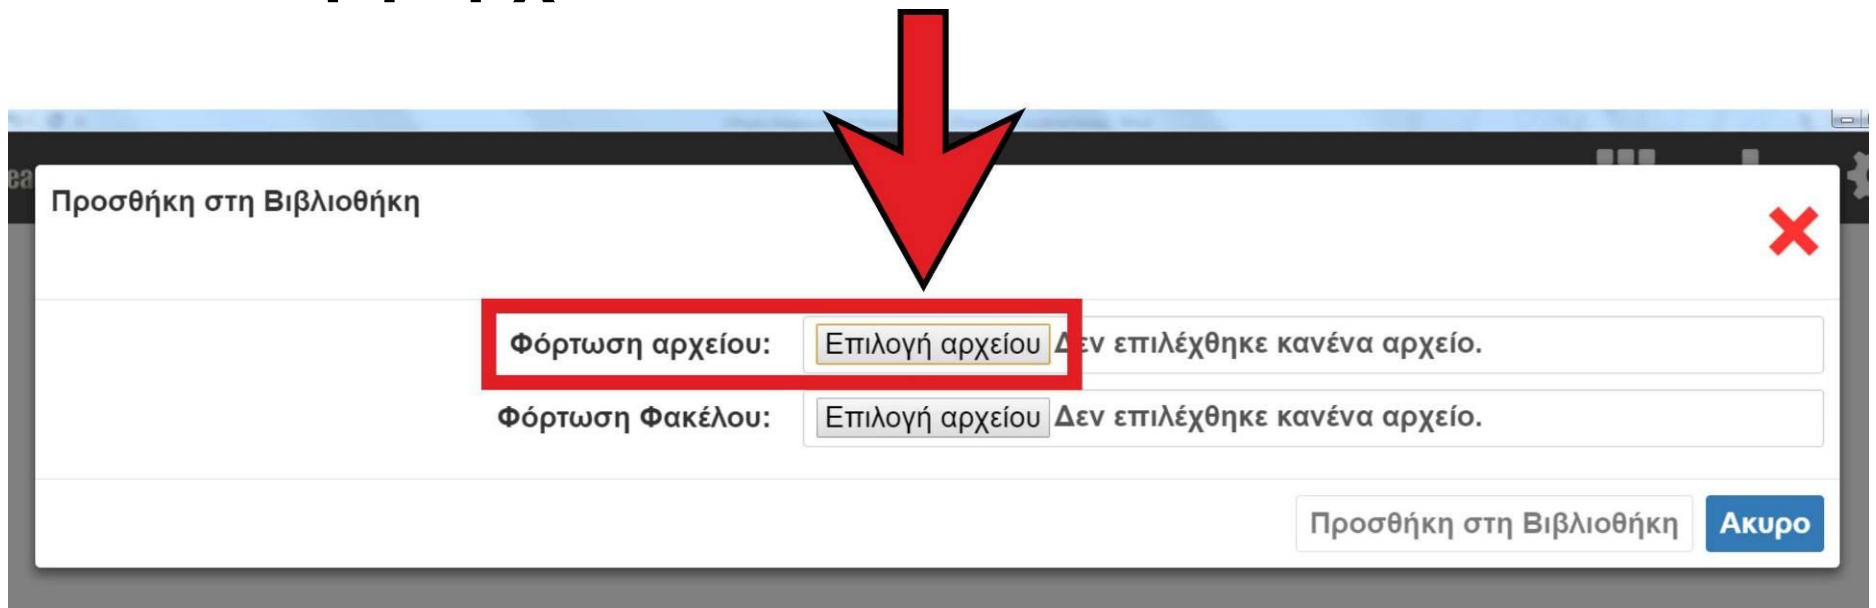 Προσθήκη στη Βιβλιοθήκη
Φόρτωση αρχείου: Επιλογή αρχείου Δεν επιλέχθηκε κανένα αρχείο.
Φόρτωση Φακέλου: Επιλογή αρχείου Δεν επιλέχθηκε κανένα αρχείο.
Προσθήκη στη Βιβλιοθήκη Ακυρο